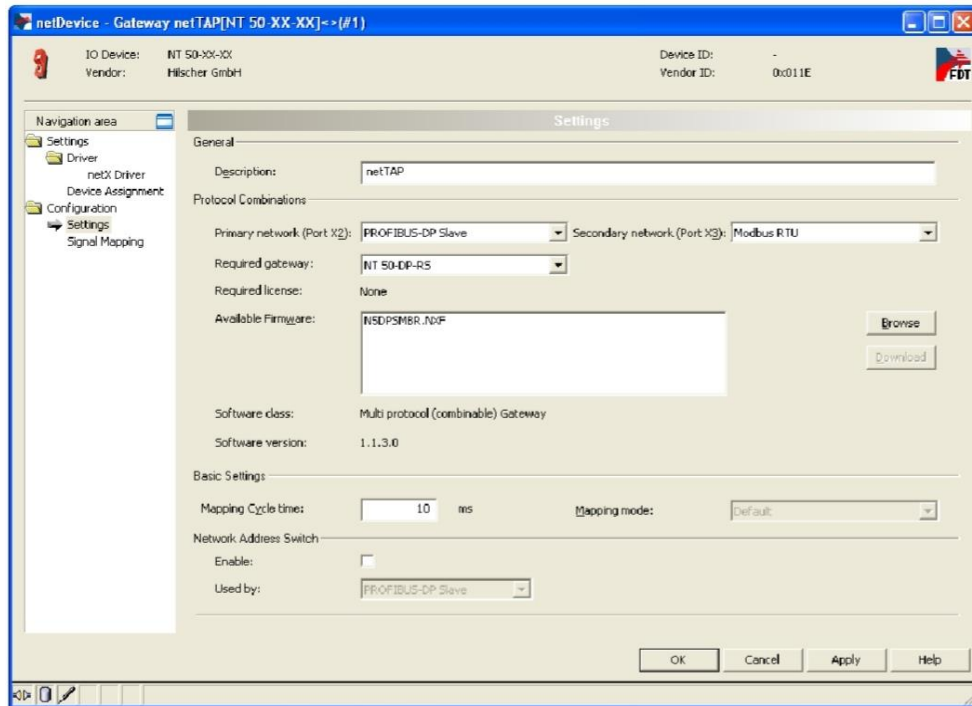 netDevice - Gateway netTAP[NT 50-XX-XX]<>(#1)
IO Device: NT 50-XX-XX Device ID: -
Vendor: Hilscher GmbH Vendor ID: 0x011E
FDT
Navigation area
Settings
Driver
netX Driver
Device Assignment
Configuration
Settings
Signal Mapping
Settings
General
Description: netTAP
Protocol Combinations
Primary network (Port X2): PROFIBUS-DP Slave Secondary network (Port X3): Modbus RTU
Required gateway: NT 50-DP-RS
Required license: None
Available Firmware: N5DPSMBR.NXF
Browse
Download
Software class: Multi protocol (combinable) Gateway
Software version: 1.1.3.0
Basic Settings
Mapping Cycle time: 10 ms Mapping mode: Default
Network Address Switch
Enable:
Used by: PROFIBUS-DP Slave
OK Cancel Apply Help